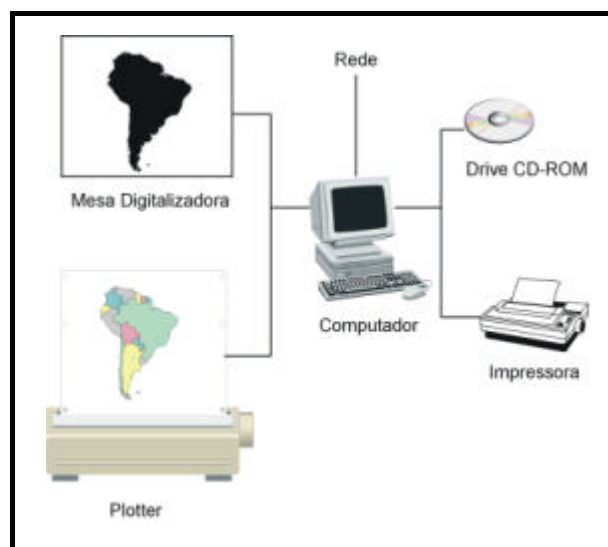 Rede
Mesa Digitalizadora
Drive CD-ROM
Computador
Impressora
Plotter